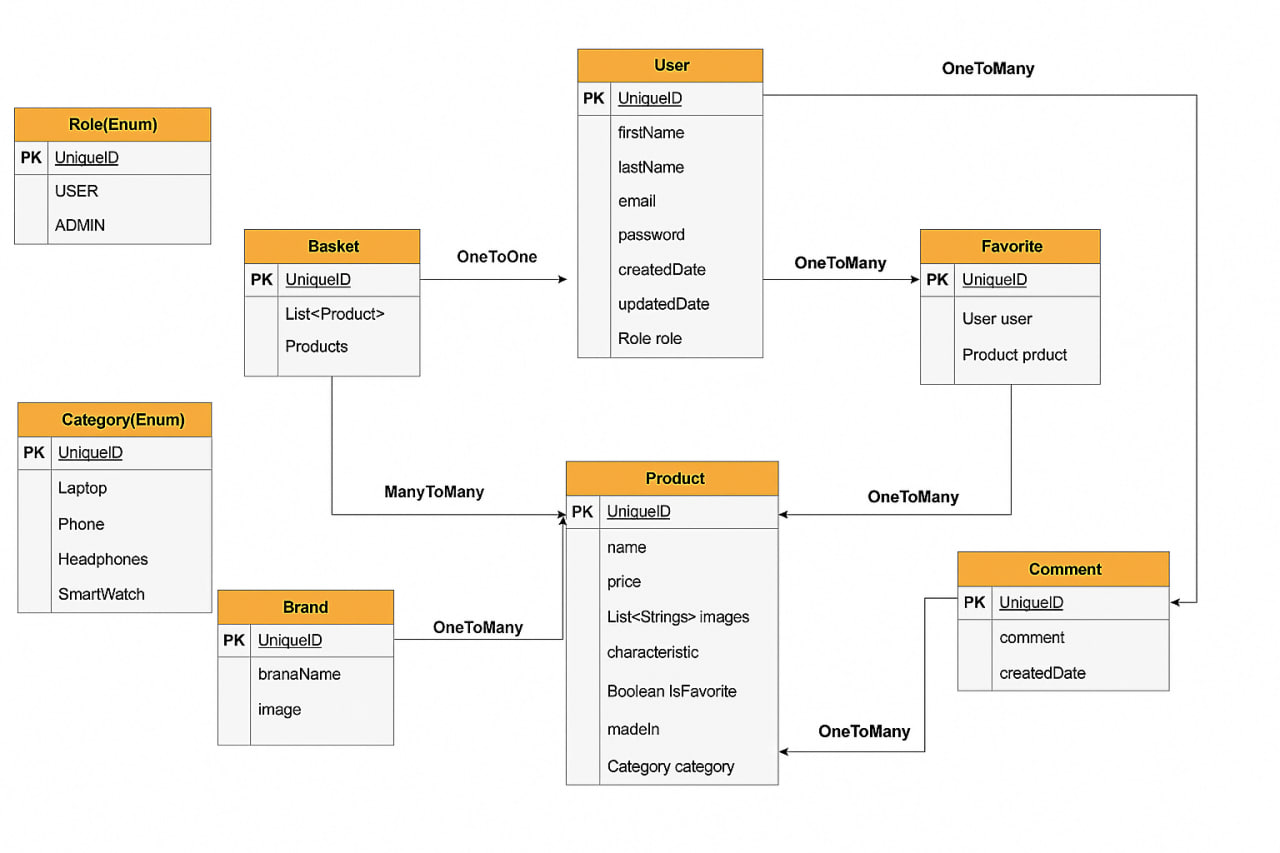 User
PK UniqueID
firstName
lastName
email
password
createdDate
updatedDate
Role role
OneToMany
Role(Enum)
PK UniqueID
USER
ADMIN
Basket
PK UniqueID
List<Product>
Products
OneToOne
OneToMany
Favorite
PK UniqueID
User user
Product prduct
Category(Enum)
PK UniqueID
Laptop
Phone
Headphones
SmartWatch
ManyToMany
Product
PK UniqueID
name
price
List<Strings> images
characteristic
Boolean IsFavorite
madeIn
Category category
OneToMany
Brand
PK UniqueID
branaName
image
OneToMany
Comment
PK UniqueID
comment
createdDate
OneToMany